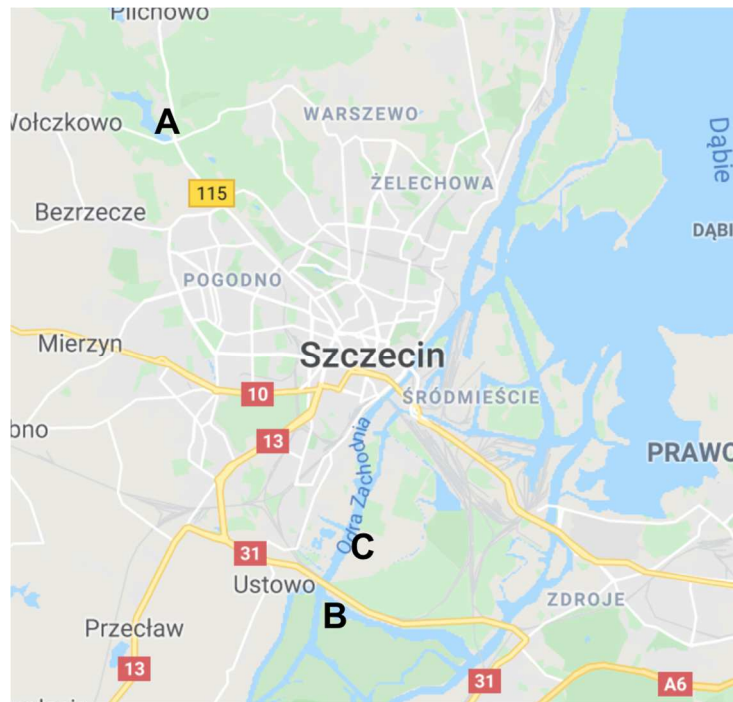 Pilchowo
A
Wołczkowo
WARSZEWO
Dąbie
ŻELECHOWA
115
Bezrzecze
DĄBI
POGODNO
Mierzyn
Szczecin
10
ŚRÓDMIEŚCIE
bno
13
PRAWO
Odra Zachodnia
C
31
Ustowo
B
ZDROJE
Przecław
13
31
A6